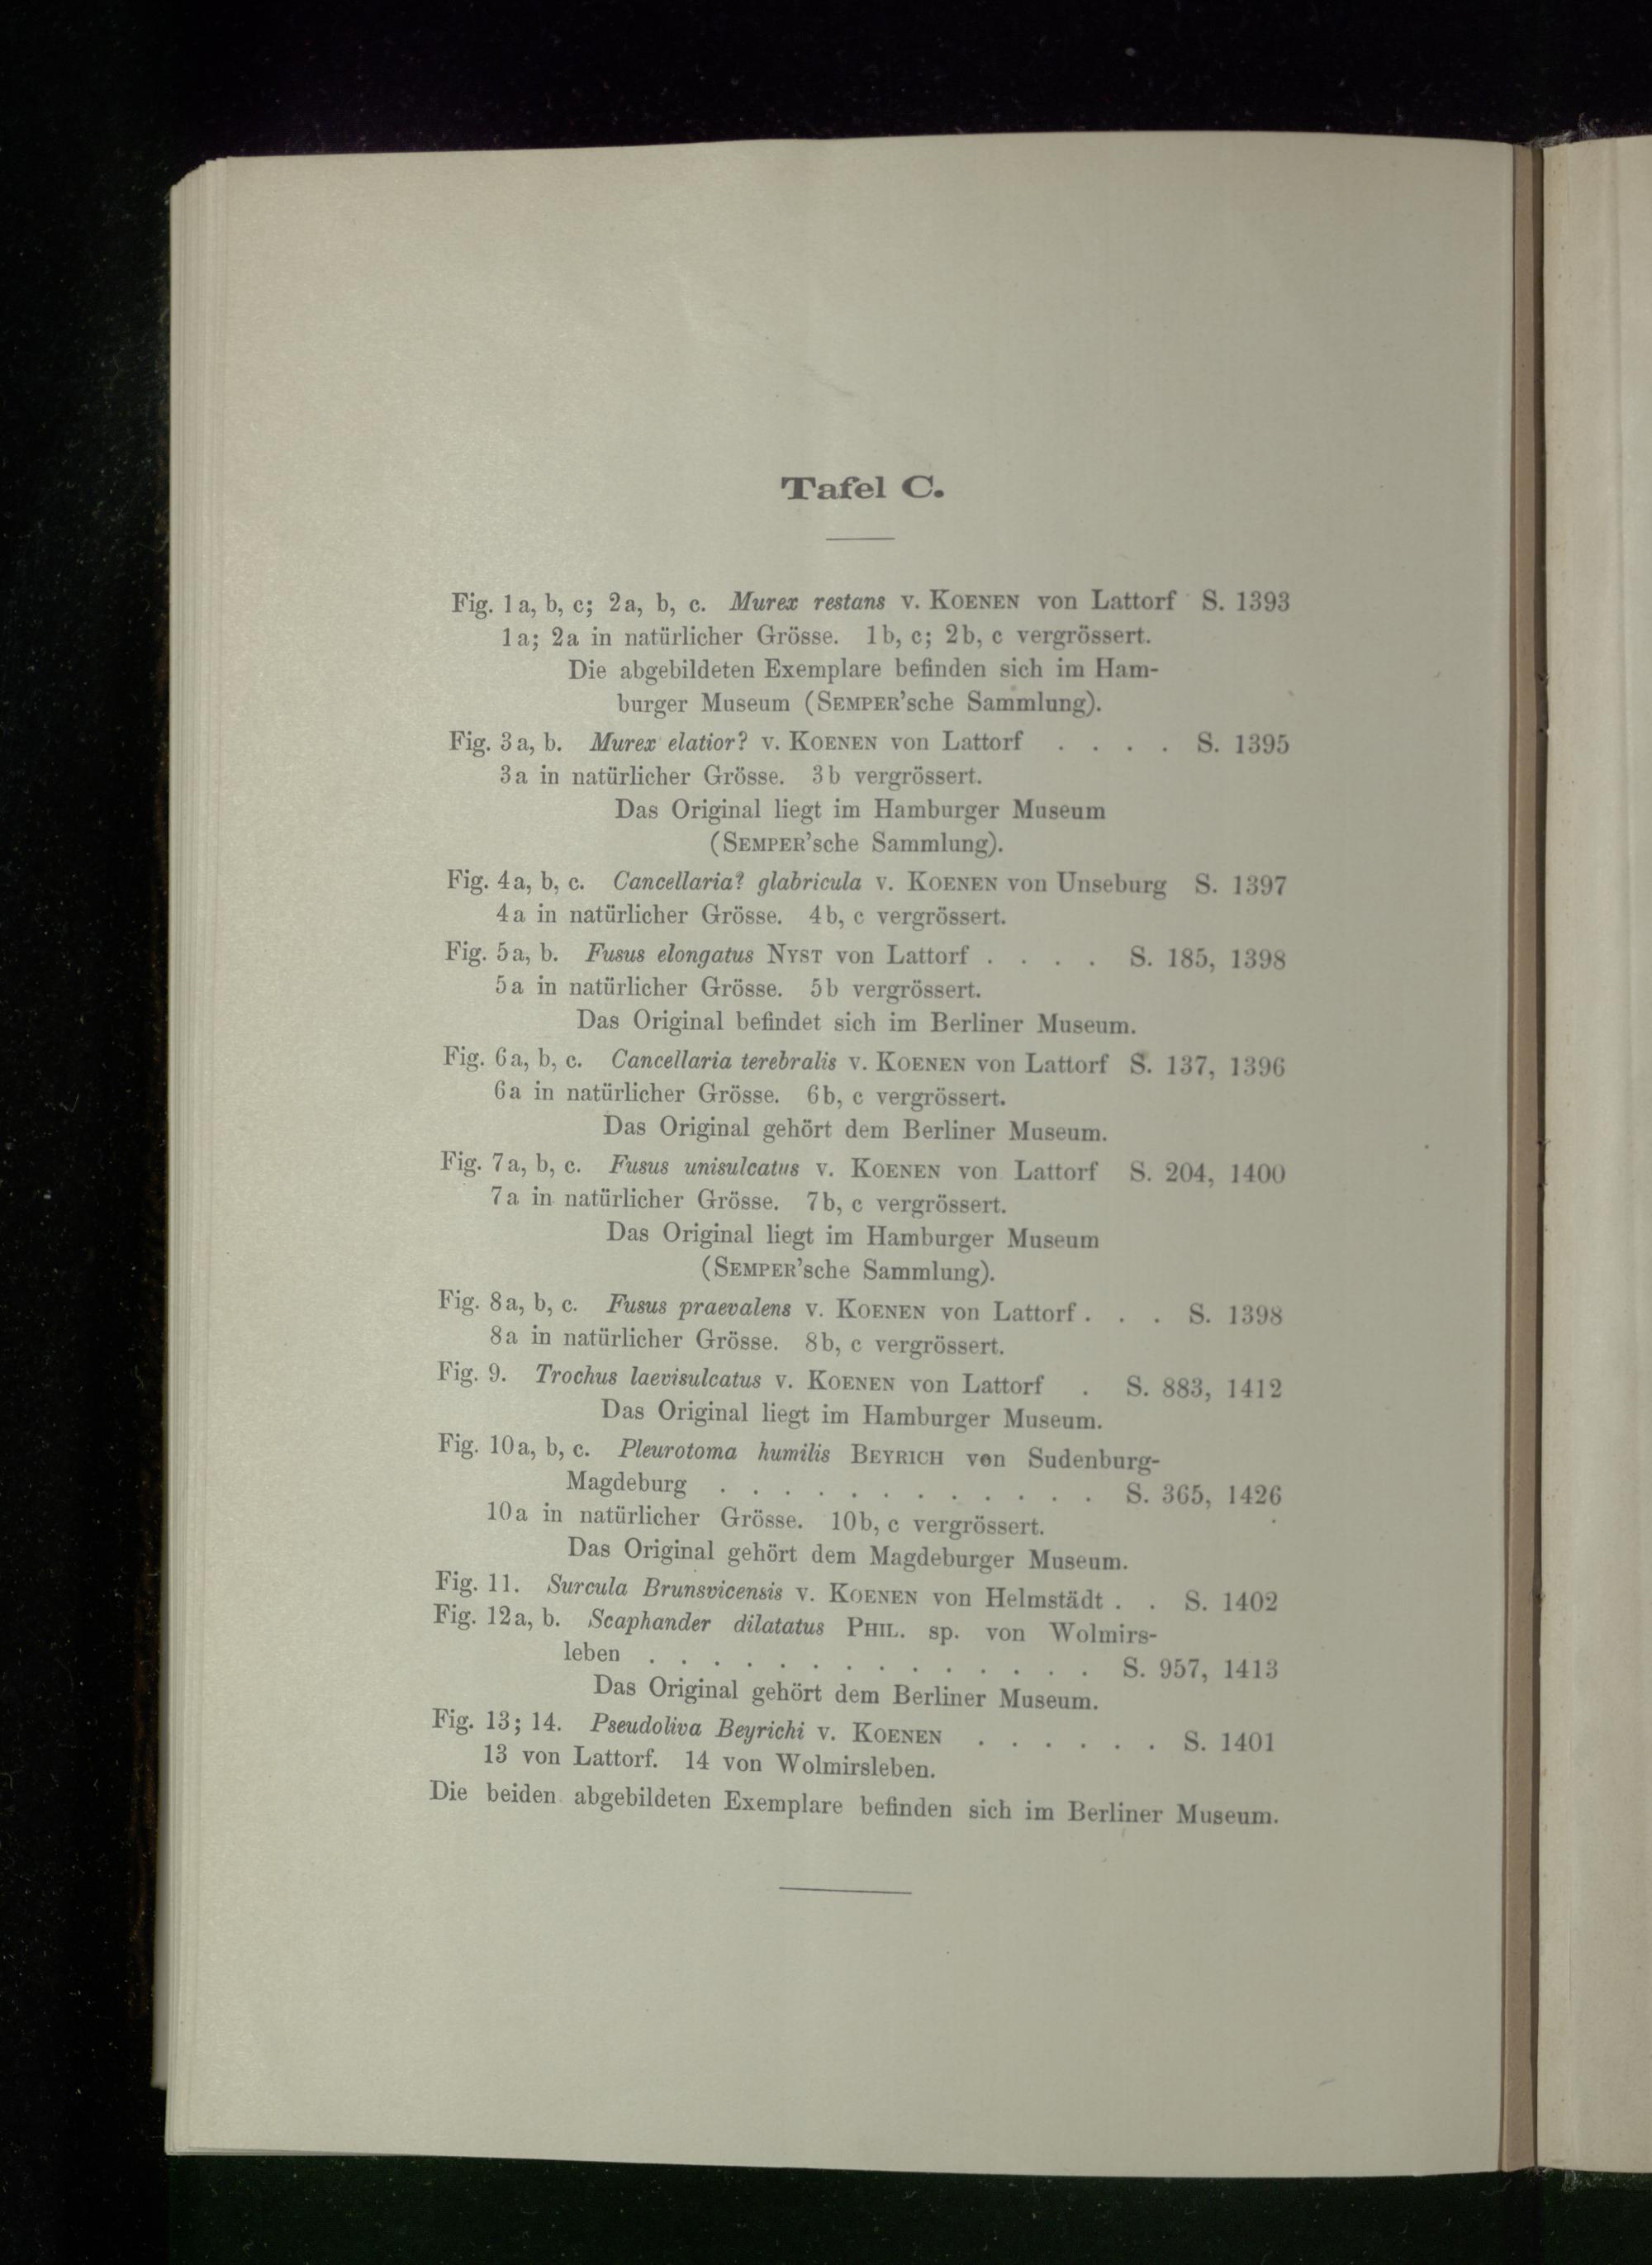 Tafel C.
Fig. 1a, b, c; 2a, b, c. Murex restans v. Koenen von Lattorf S. 1393
1a; 2a in natürlicher Grösse. 1b, c; 2b, c vergrössert.
Die abgebildeten Exemplare befinden sich im Ham-
burger Museum (Semper'sche Sammlung).
Fig. 3a, b. Murex elatior? v. Koenen von Lattorf . . . . S. 1395
3a in natürlicher Grösse. 3b vergrössert.
Das Original liegt im Hamburger Museum
(Semper'sche Sammlung).
Fig. 4a, b, c. Cancellaria? glabricula v. Koenen von Unseburg S. 1397
4a in natürlicher Grösse. 4b, c vergrössert.
Fig. 5a, b. Fusus elongatus Nyst von Lattorf . . . . S. 185, 1398
5a in natürlicher Grösse. 5b vergrössert.
Das Original befindet sich im Berliner Museum.
Fig. 6a, b, c. Cancellaria terebralis v. Koenen von Lattorf S. 137, 1396
6a in natürlicher Grösse. 6b, c vergrössert.
Das Original gehört dem Berliner Museum.
Fig. 7a, b, c. Fusus unisulcatus v. Koenen von Lattorf S. 204, 1400
7a in natürlicher Grösse. 7b, c vergrössert.
Das Original liegt im Hamburger Museum
(Semper'sche Sammlung).
Fig. 8a, b, c. Fusus praevalens v. Koenen von Lattorf . . . S. 1398
8a in natürlicher Grösse. 8b, c vergrössert.
Fig. 9. Trochus laevisulcatus v. Koenen von Lattorf . S. 883, 1412
Das Original liegt im Hamburger Museum.
Fig. 10a, b, c. Pleurotoma humilis Beyrich von Sudenburg-
Magdeburg . . . . . . . . . . . . S. 365, 1426
10a in natürlicher Grösse. 10b, c vergrössert.
Das Original gehört dem Magdeburger Museum.
Fig. 11. Surcula Brunsvicensis v. Koenen von Helmstädt . . S. 1402
Fig. 12a, b. Scaphander dilatatus Phil. sp. von Wolmirs-
leben . . . . . . . . . . . . . . S. 957, 1413
Das Original gehört dem Berliner Museum.
Fig. 13; 14. Pseudoliva Beyrichi v. Koenen . . . . . . S. 1401
13 von Lattorf. 14 von Wolmirsleben.
Die beiden abgebildeten Exemplare befinden sich im Berliner Museum.